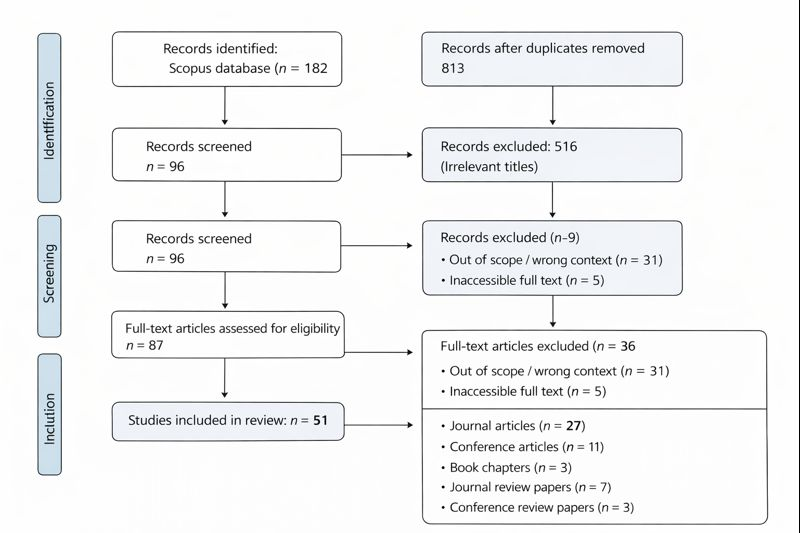 Identification
Records identified:
Scopus database (n = 182
Records after duplicates removed
813
Records screened
n = 96
Records excluded: 516
(Irrelevant titles)
Screening
Records screened
n = 96
Records excluded (n–9)
• Out of scope / wrong context (n = 31)
• Inaccessible full text (n = 5)
Full-text articles assessed for eligibility
n = 87
Full-text articles excluded (n = 36
• Out of scope / wrong context (n = 31)
• Inaccessible full text (n = 5)
Inclution
Studies included in review: n = 51
• Journal articles (n = 27)
• Conference articles (n = 11)
• Book chapters (n = 3)
• Journal review papers (n = 7)
• Conference review papers (n = 3)